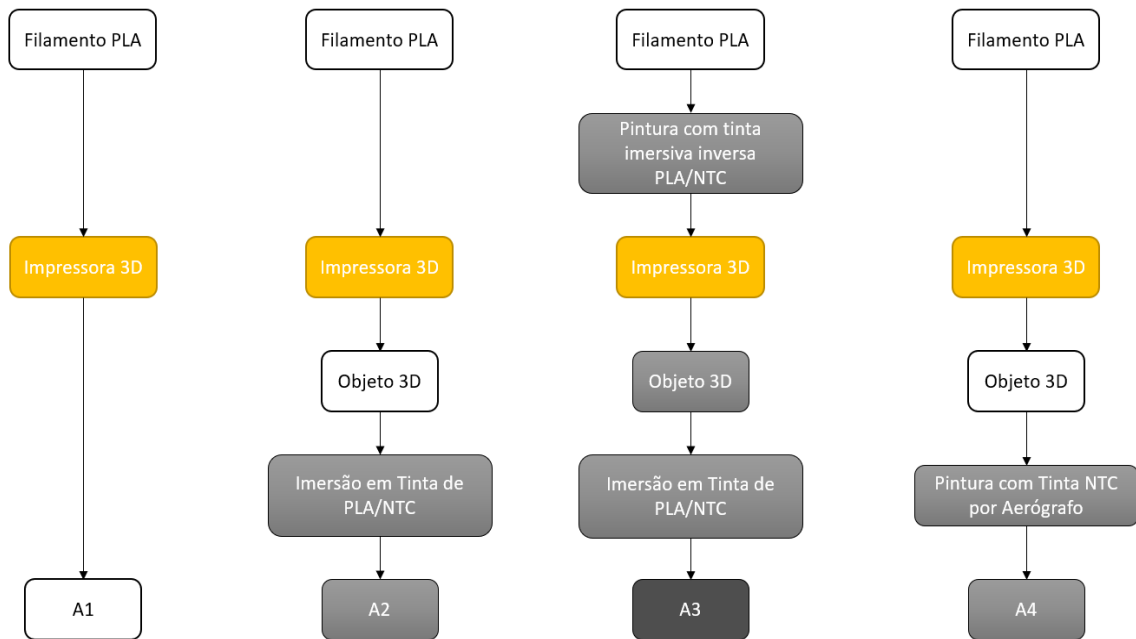 Filamento PLA
Filamento PLA
Filamento PLA
Filamento PLA
Pintura com tinta
imersiva inversa
PLA/NTC
Impressora 3D
Impressora 3D
Impressora 3D
Impressora 3D
Objeto 3D
Objeto 3D
Objeto 3D
Imersão em Tinta de
PLA/NTC
Imersão em Tinta de
PLA/NTC
Pintura com Tinta NTC
por Aerógrafo
A1
A2
A3
A4